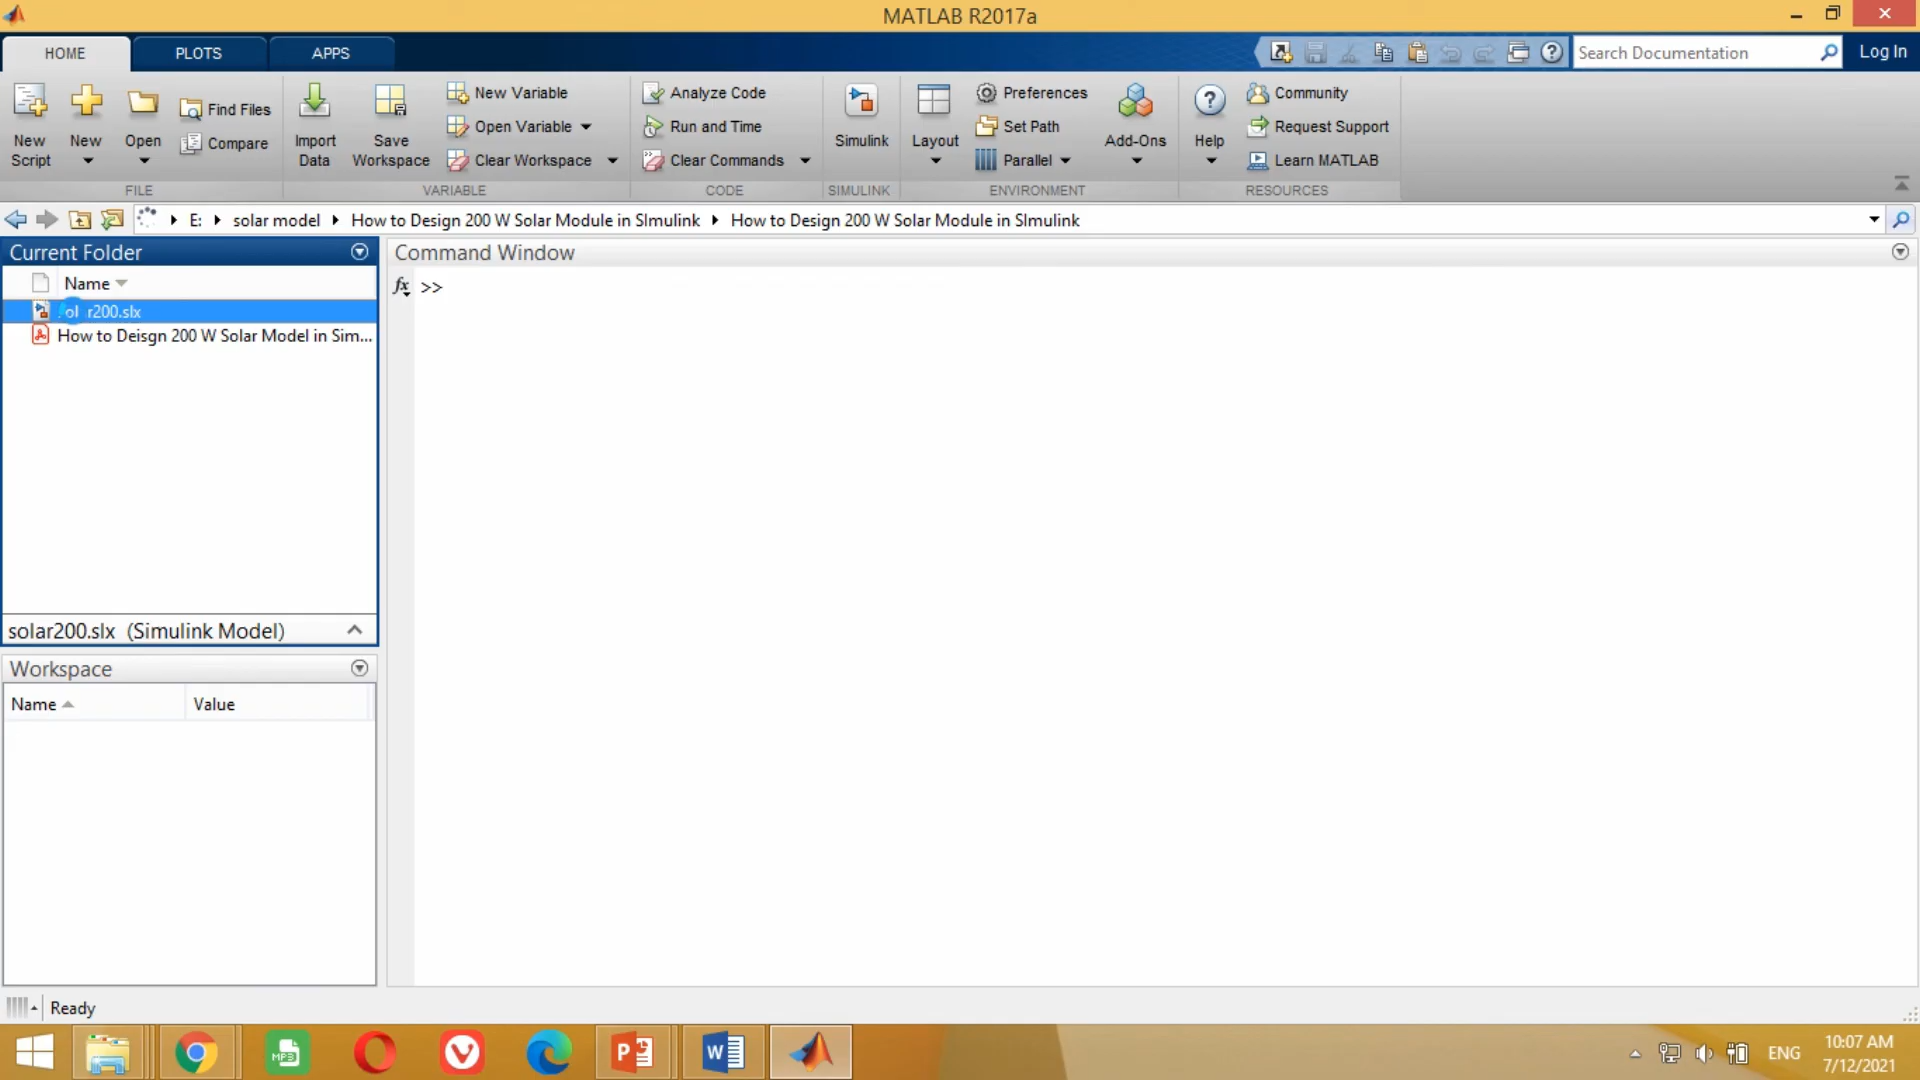 MATLAB R2017a
HOME PLOTS APPS
Search Documentation Log In
New Script New Open Find Files Compare
Import Data Save Workspace New Variable Open Variable Clear Workspace
Analyze Code Run and Time Clear Commands
Simulink Layout Preferences Set Path Parallel Add-Ons
Help Community Request Support Learn MATLAB
FILE VARIABLE CODE SIMULINK ENVIRONMENT RESOURCES
E: solar model How to Design 200 W Solar Module in SImulink How to Design 200 W Solar Module in SImulink
Current Folder Command Window
Name
fx >>
r200.slx
How to Deisgn 200 W Solar Model in Sim...
solar200.slx (Simulink Model)
Workspace
Name Value
Ready
MP3 P W
ENG
10:07 AM
7/12/2021